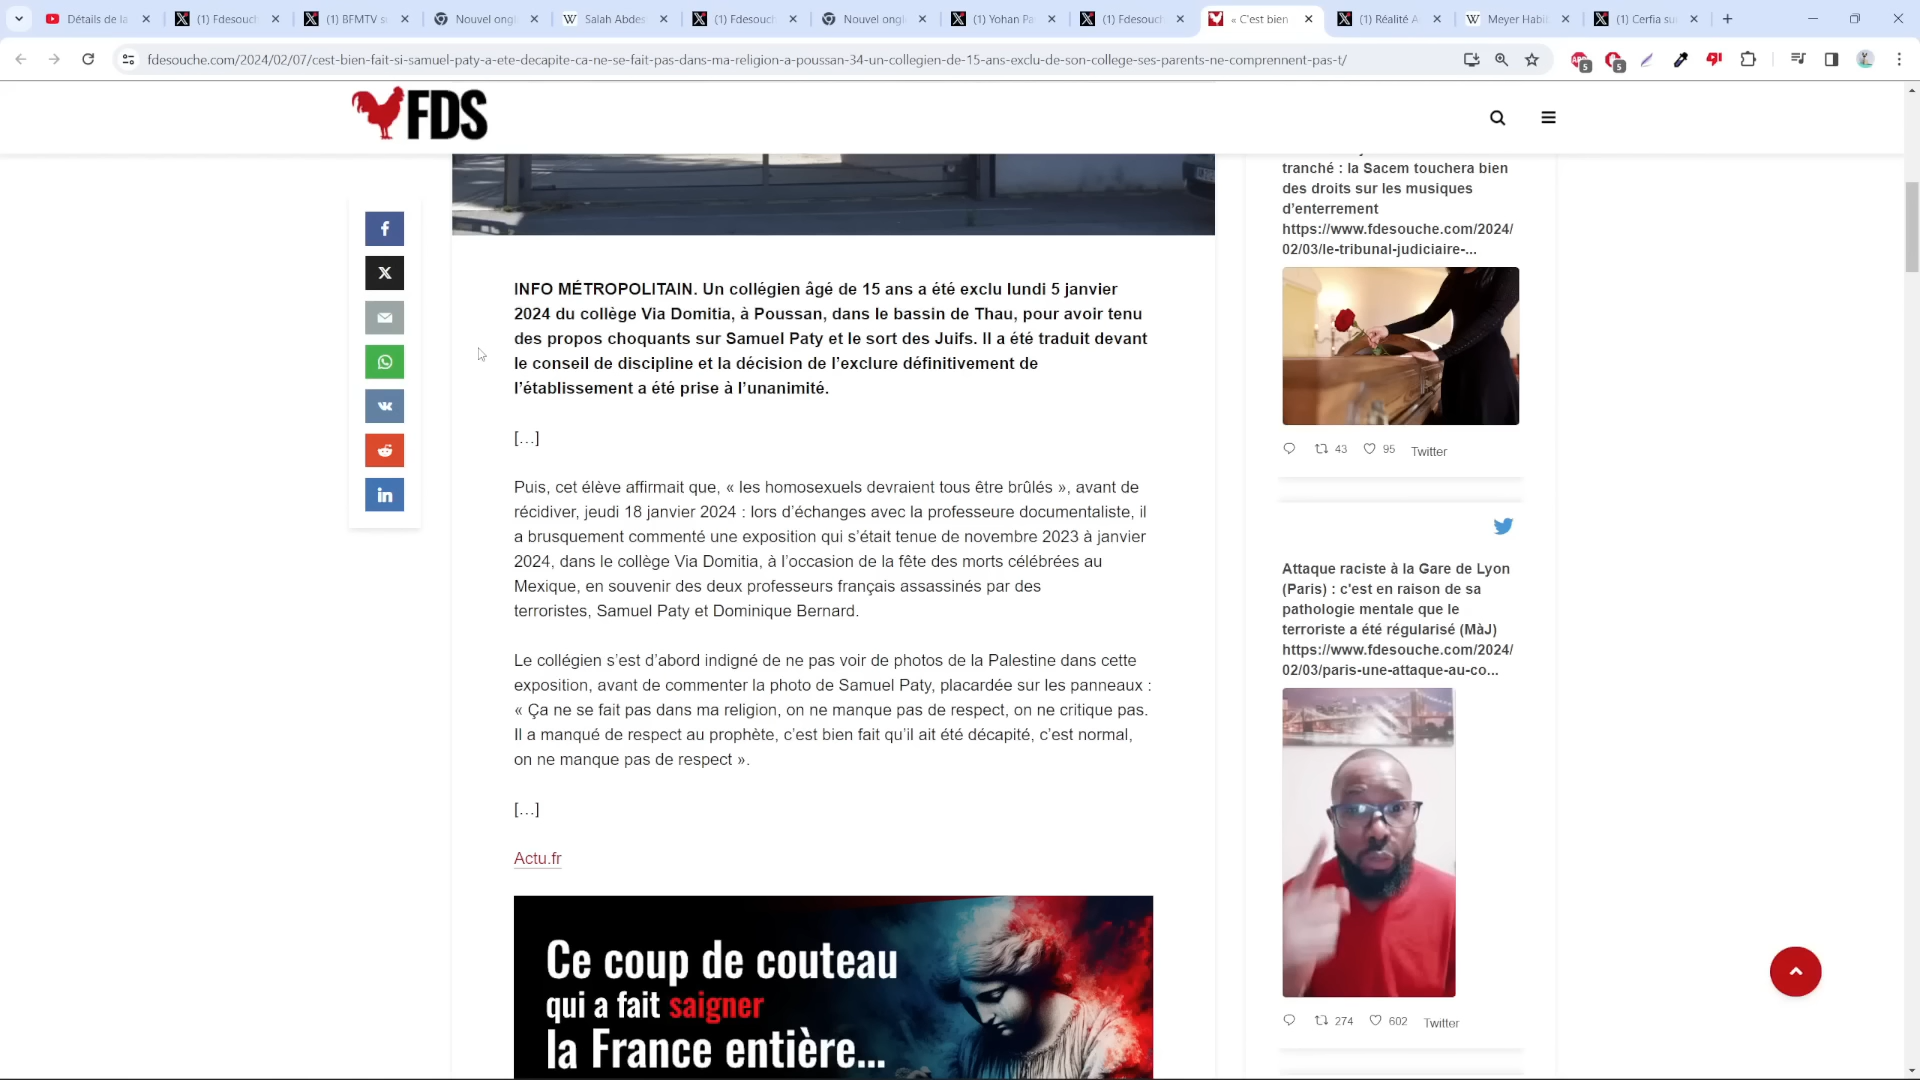 Détails de la
(1) Fdesouch
(1) BFMTV su
Nouvel ongl
Salah Abdes
(1) Fdesouch
Nouvel ongle
(1) Yohan Pa
(1) Fdesouch
« C'est bien
(1) Réalité A
Meyer Habib
(1) Cerfia su
fdesouche.com/2024/02/07/cest-bien-fait-si-samuel-paty-a-ete-decapite-ca-ne-se-fait-pas-dans-ma-religion-a-poussan-34-un-collegien-de-15-ans-exclu-de-son-college-ses-parents-ne-comprennent-pas-t/
5
5
FDS
INFO MÉTROPOLITAIN. Un collégien âgé de 15 ans a été exclu lundi 5 janvier
2024 du collège Via Domitia, à Poussan, dans le bassin de Thau, pour avoir tenu
des propos choquants sur Samuel Paty et le sort des Juifs. Il a été traduit devant
le conseil de discipline et la décision de l’exclure définitivement de
l’établissement a été prise à l’unanimité.
[…]
Puis, cet élève affirmait que, « les homosexuels devraient tous être brûlés », avant de
récidiver, jeudi 18 janvier 2024 : lors d’échanges avec la professeure documentaliste, il
a brusquement commenté une exposition qui s’était tenue de novembre 2023 à janvier
2024, dans le collège Via Domitia, à l’occasion de la fête des morts célébrées au
Mexique, en souvenir des deux professeurs français assassinés par des
terroristes, Samuel Paty et Dominique Bernard.
Le collégien s’est d’abord indigné de ne pas voir de photos de la Palestine dans cette
exposition, avant de commenter la photo de Samuel Paty, placardée sur les panneaux :
« Ça ne se fait pas dans ma religion, on ne manque pas de respect, on ne critique pas.
Il a manqué de respect au prophète, c’est bien fait qu’il ait été décapité, c’est normal,
on ne manque pas de respect ».
[…]
Actu.fr
Ce coup de couteau
qui a fait saigner
la France entière...
tranché : la Sacem touchera bien
des droits sur les musiques
d’enterrement
https://www.fdesouche.com/2024/
02/03/le-tribunal-judiciaire-...
43
95
Twitter
Attaque raciste à la Gare de Lyon
(Paris) : c'est en raison de sa
pathologie mentale que le
terroriste a été régularisé (MàJ)
https://www.fdesouche.com/2024/
02/03/paris-une-attaque-au-co...
274
602
Twitter